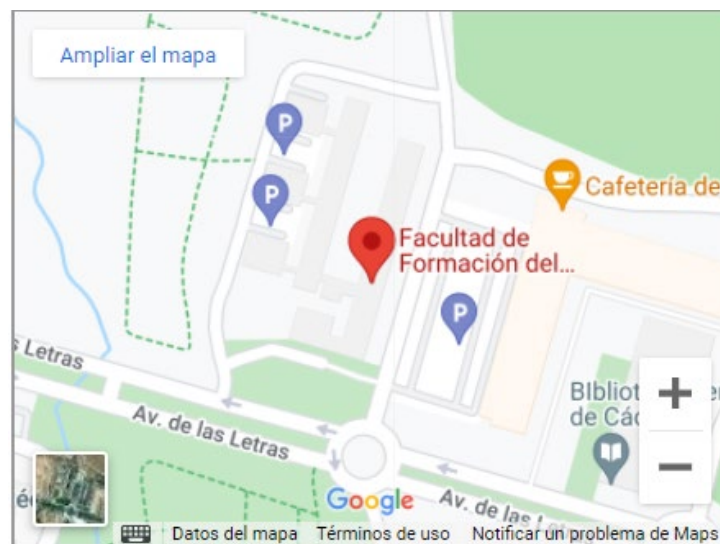 Ampliar el mapa
P
P
Cafetería de
Facultad de
Formación del...
P
Letras
Av. de las Letras
de Các
Google
Av. de las
Datos del mapa
Términos de uso
Notificar un problema de Maps